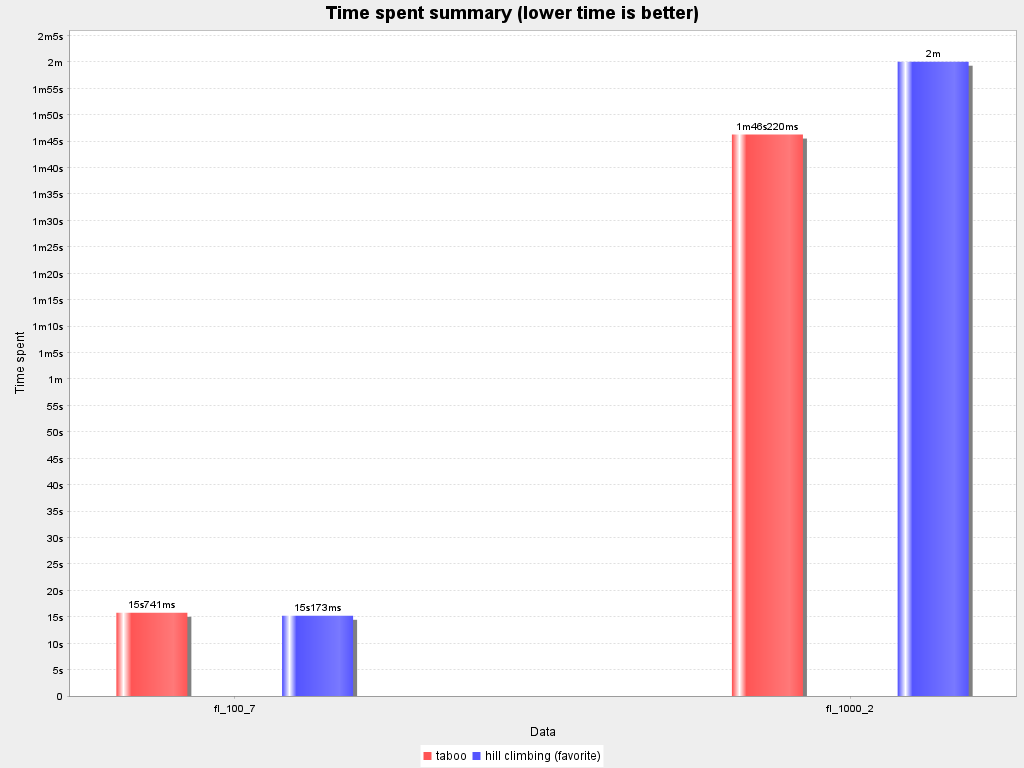 Time spent summary (lower time is better)
2m5s
2m
1m55s
1m50s
1m45s
1m40s
1m35s
1m30s
1m25s
1m20s
1m15s
1m10s
1m5s
1m
55s
50s
45s
40s
35s
30s
25s
20s
15s
10s
5s
0
Time spent
15s741ms
15s173ms
1m46s220ms
2m
fl_100_7
fl_1000_2
Data
taboo
hill climbing (favorite)